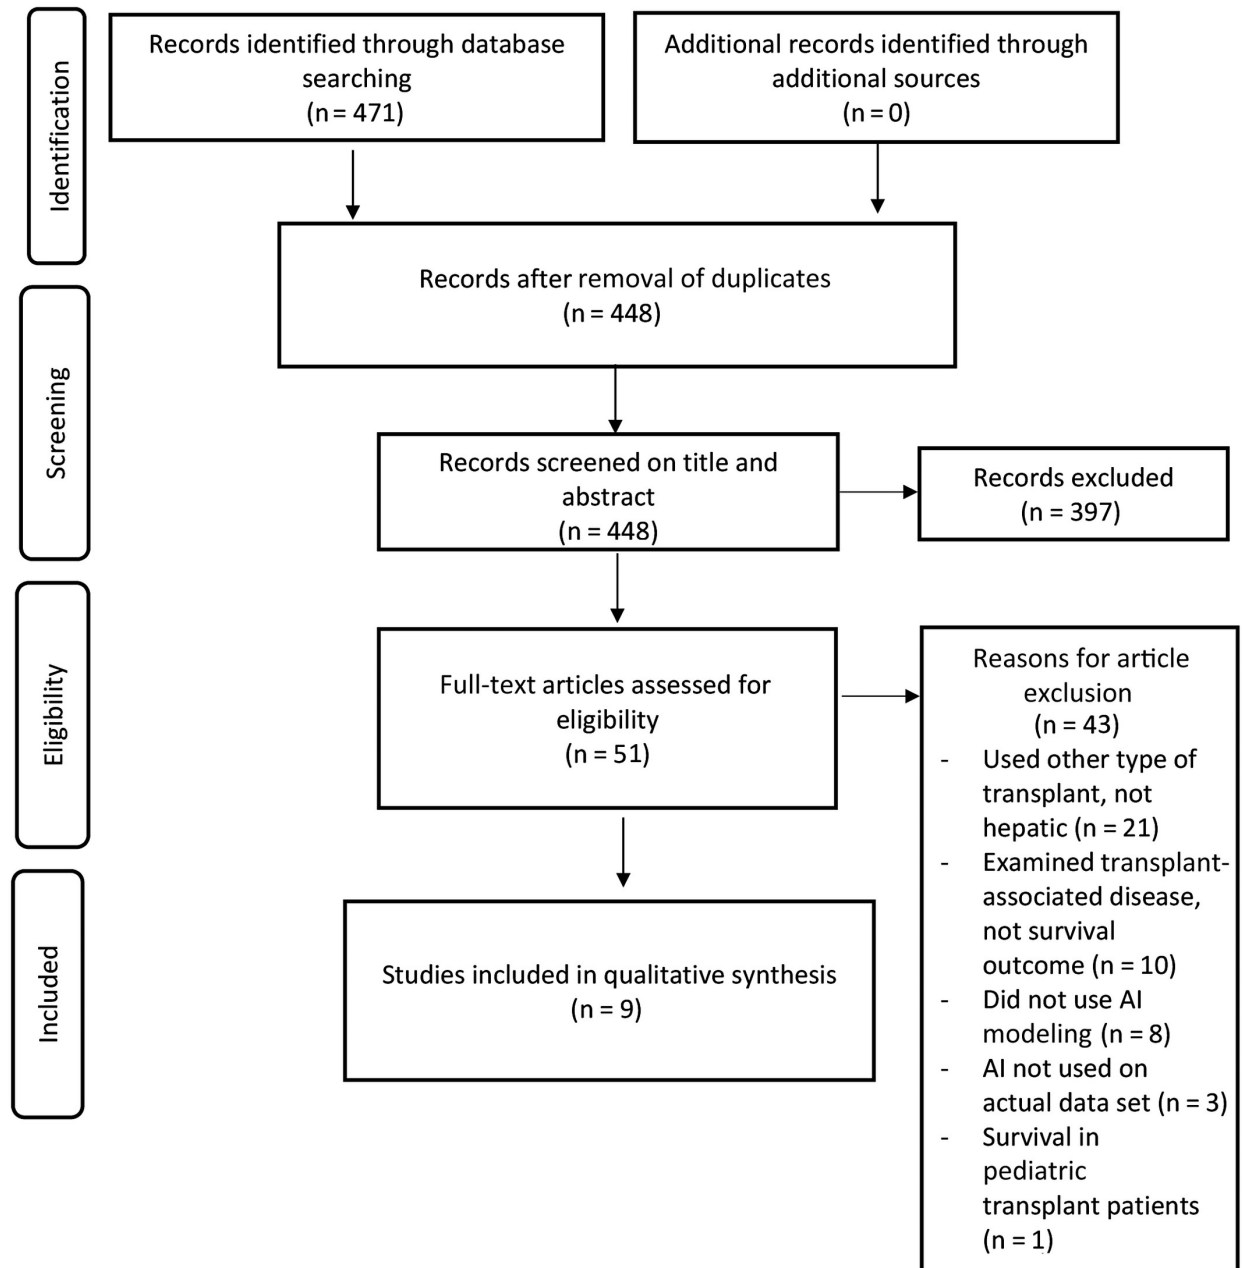 Identification
Records identified through database
searching
(n = 471)
Additional records identified through
additional sources
(n = 0)
Records after removal of duplicates
(n = 448)
Screening
Records screened on title and
abstract
(n = 448)
Records excluded
(n = 397)
Eligibility
Full-text articles assessed for
eligibility
(n = 51)
Reasons for article
exclusion
(n = 43)
- Used other type of
transplant, not
hepatic (n = 21)
- Examined transplant-
associated disease,
not survival
outcome (n = 10)
- Did not use AI
modeling (n = 8)
- AI not used on
actual data set (n = 3)
- Survival in
pediatric
transplant patients
(n = 1)
Included
Studies included in qualitative synthesis
(n = 9)